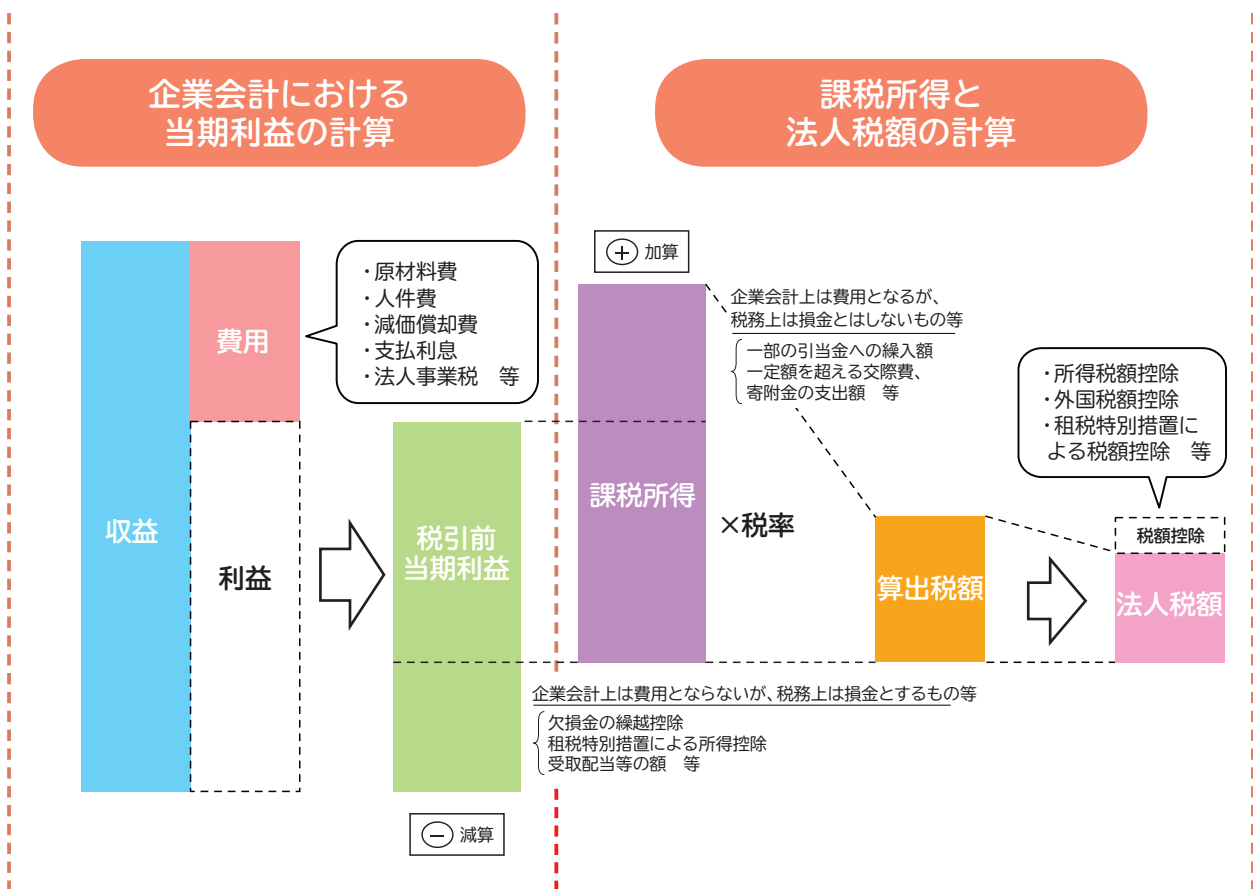 企業会計における
当期利益の計算
課税所得と
法人税額の計算
収益
費用
・原材料費
・人件費
・減価償却費
・支払利息
・法人事業税　等
利益
税引前
当期利益
－ 減算
＋ 加算
課税所得
企業会計上は費用となるが、
税務上は損金とはしないもの等
一部の引当金への繰入額
一定額を超える交際費、
寄附金の支出額　等
企業会計上は費用とならないが、税務上は損金とするもの等
欠損金の繰越控除
租税特別措置による所得控除
受取配当等の額　等
×税率
算出税額
・所得税額控除
・外国税額控除
・租税特別措置に
よる税額控除　等
税額控除
法人税額